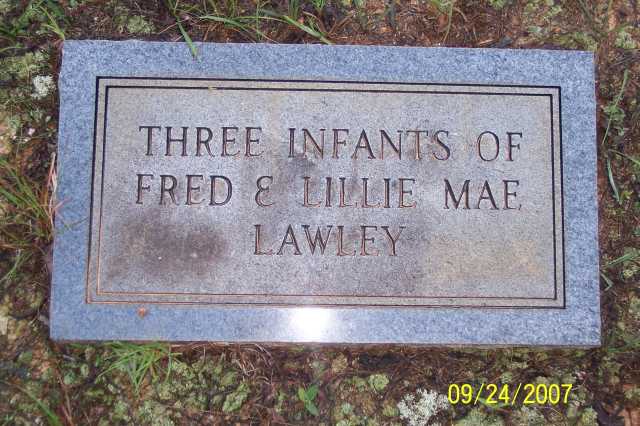 THREE INFANTS OF
FRED & LILLIE MAE
LAWLEY
09/24/2007